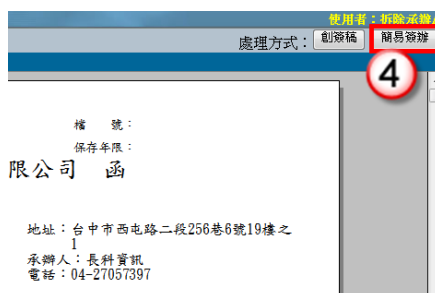 使用者：拆除承辦
處理方式： 創簽稿 簡易簽辦
4
檔 號：
保存年限：
限公司 函
地址：台中市西屯路二段256巷6號19樓之
1
承辦人：長科資訊
電話：04-27057397